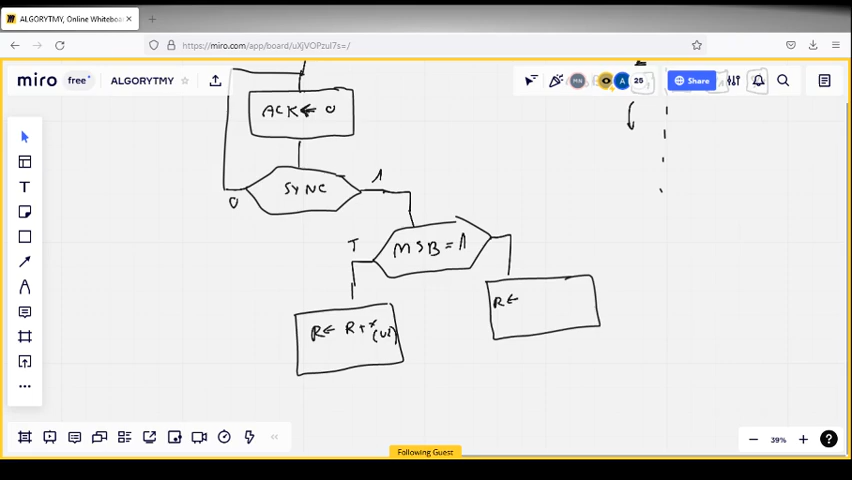 ALGORYTMY, Online Whiteboa
https://miro.com/app/board/uXjVOPzul7s=/
miro free ALGORYTMY 25 Share
ACK ← 0
SYNC
1
0
MSB = 1
T
R ←
R ← R +
T
39%
Following Guest